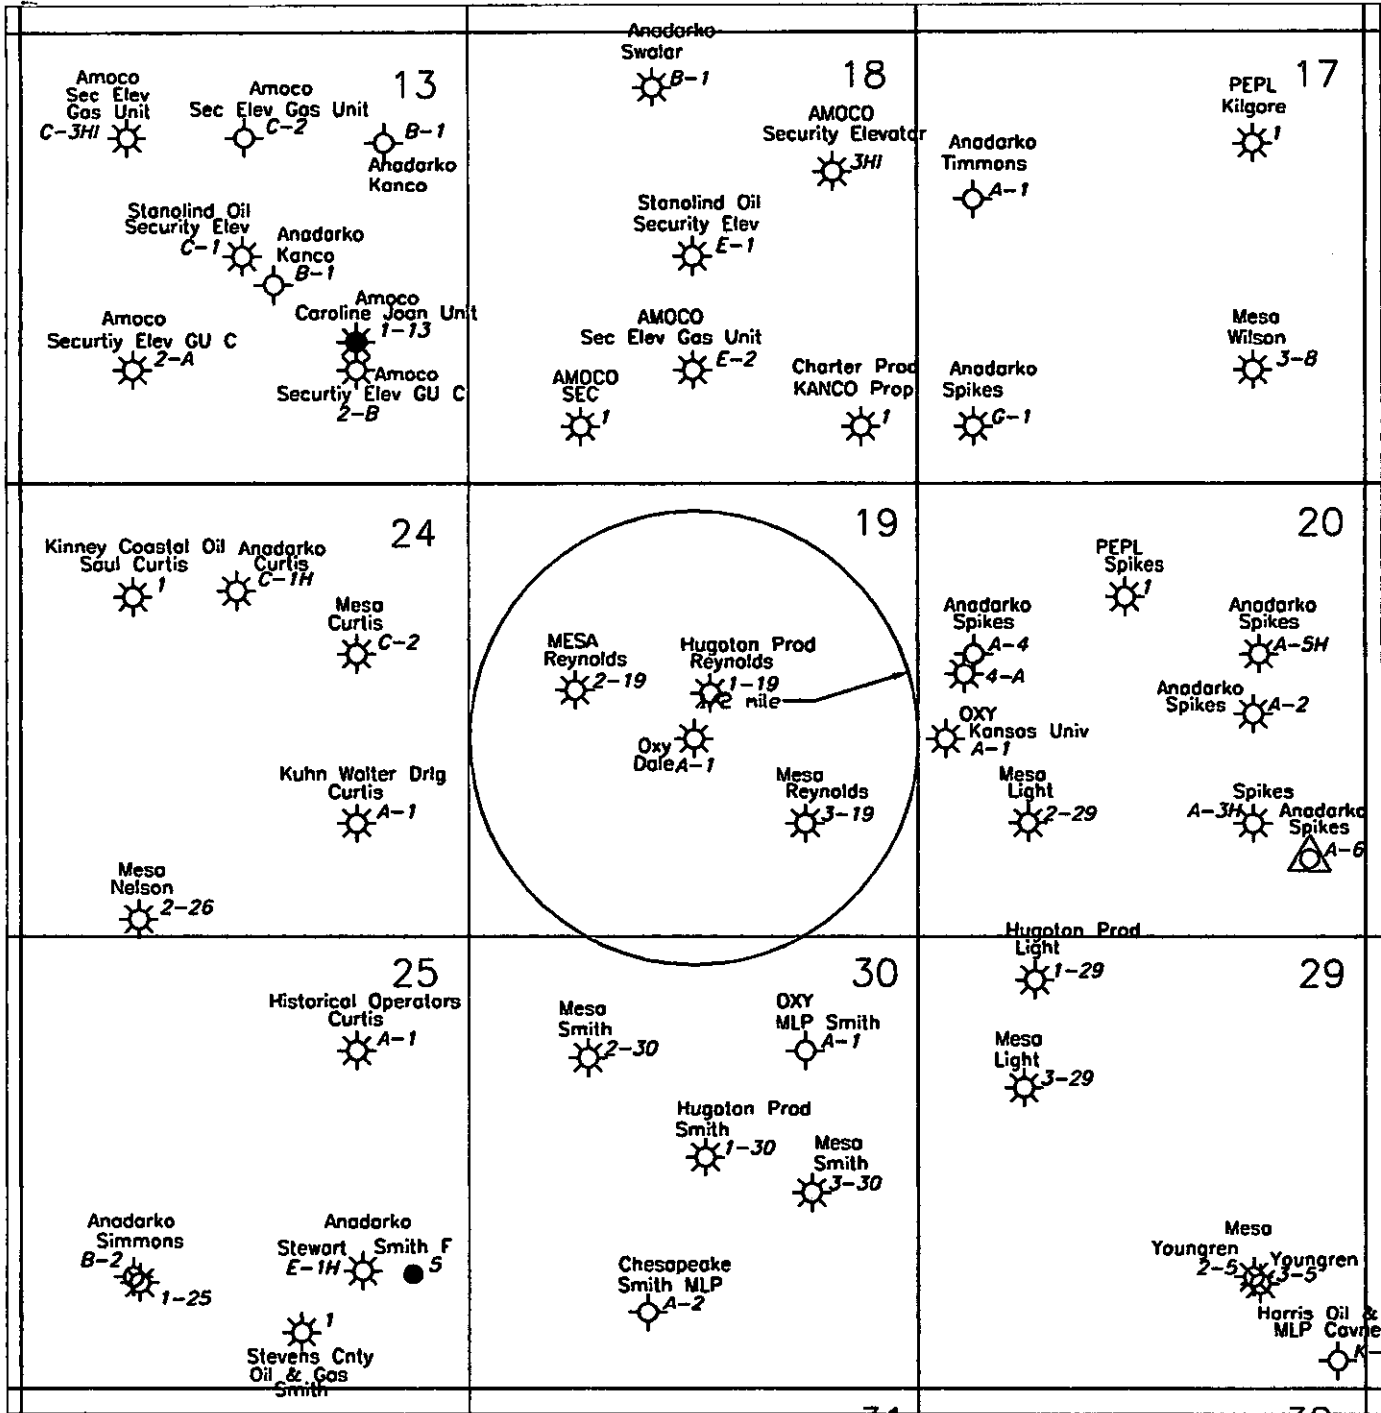 Amoco
Sec Elev
Gas Unit
C-3HI
Amoco
Sec Elev Gas Unit
C-2
13
B-1
Anadarko
Kanco
Stanolind Oil
Security Elev
C-1
Anadarko
Kanco
B-1
Amoco
Caroline Joan Unit
1-13
Amoco
Securtiy Elev GU C
2-A
Amoco
Securtiy Elev GU C
2-B
Anadarko
Swalar
B-1
18
AMOCO
Security Elevator
3HI
Stanolind Oil
Security Elev
E-1
AMOCO
Sec Elev Gas Unit
E-2
AMOCO
SEC
1
Charter Prod
KANCO Prop
1
17
PEPL
Kilgore
1
Anadarko
Timmons
A-1
Mesa
Wilson
3-8
Anadarko
Spikes
G-1
24
Kinney Coastal Oil
Saul Curtis
1
Anadarko
Curtis
C-1H
Mesa
Curtis
C-2
Kuhn Walter Drlg
Curtis
A-1
Mesa
Nelson
2-26
19
MESA
Reynolds
2-19
Hugoton Prod
Reynolds
1-19
mile
Oxy
Dale A-1
Mesa
Reynolds
3-19
20
PEPL
Spikes
1
Anadarko
Spikes
A-4
4-A
Anadarko
Spikes
A-5H
Anadarko
Spikes
A-2
OXY
Kansas Univ
A-1
Mesa
Light
2-29
Spikes
A-3H
Anadarko
Spikes
A-6
25
Historical Operators
Curtis
A-1
Anadarko
Simmons
B-2
1-25
Anadarko
Stewart
E-1H
Smith F
5
1
Stevens Cnty
Oil & Gas
Smith
30
Mesa
Smith
2-30
OXY
MLP Smith
A-1
Hugoton Prod
Smith
1-30
Mesa
Smith
3-30
Chesapeake
Smith MLP
A-2
29
Hugoton Prod
Light
1-29
Mesa
Light
3-29
Mesa
Youngren
2-5
Youngren
3-5
Harris Oil &
MLP Cavne
K-